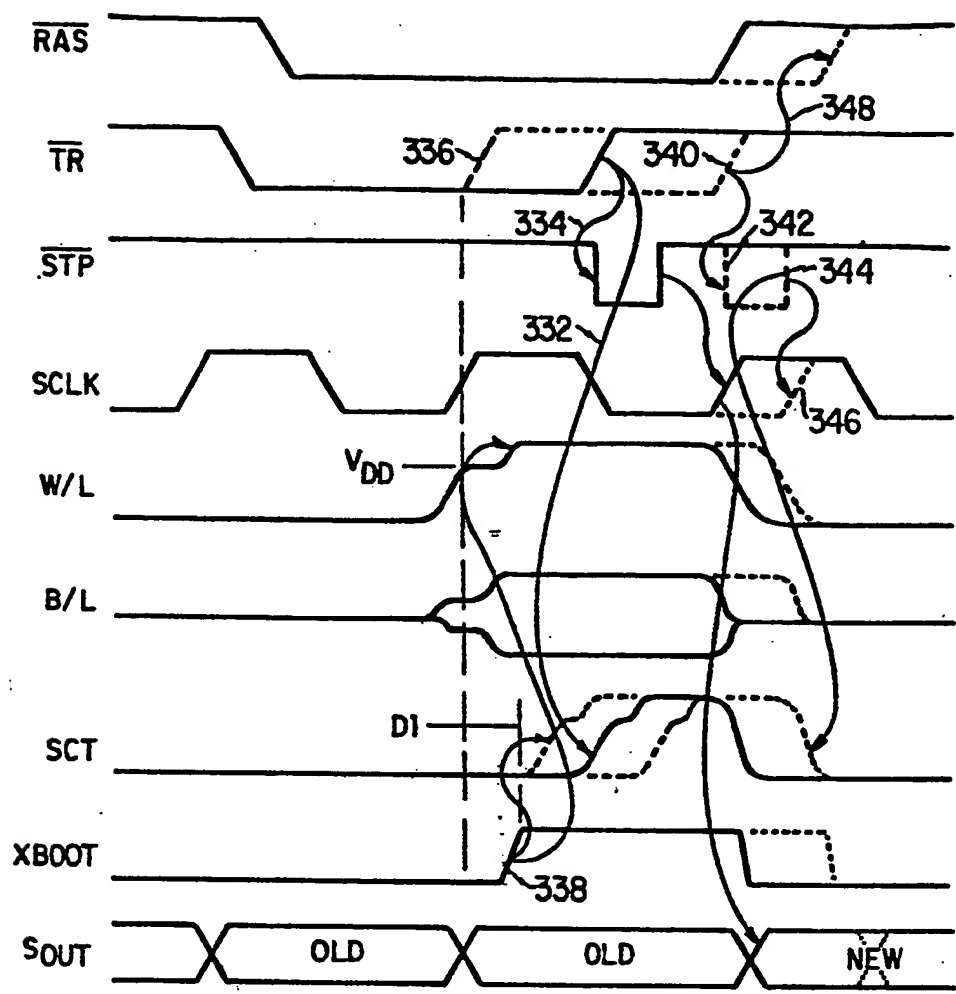 RAS
348
TR
336
340
334
342
STP
344
332
SCLK
346
VDD
W/L
B/L
D1
SCT
XBOOT
338
SOUT
OLD
OLD
NEW